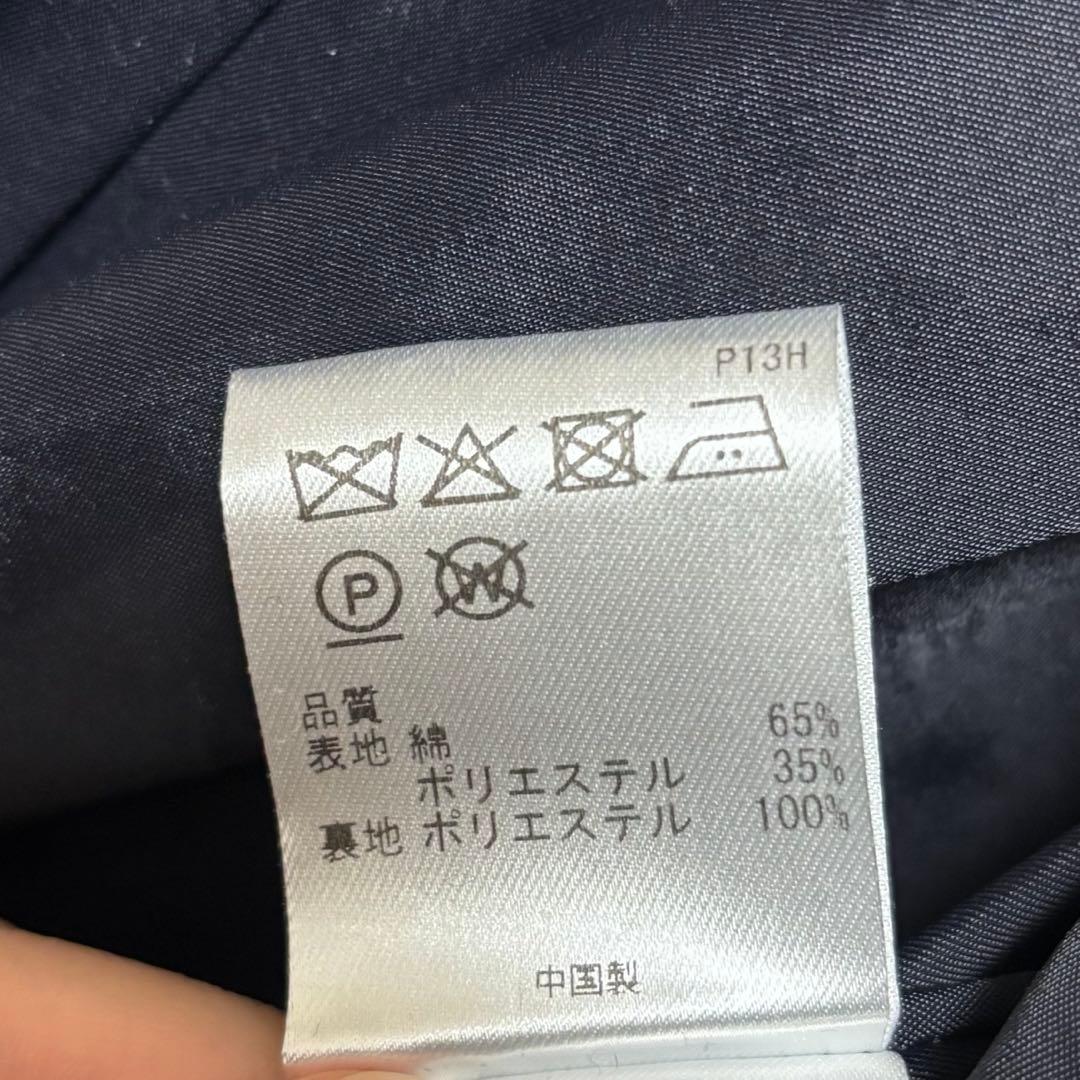 P13H
P W
品質
表地 綿 65%
ポリエステル 35%
裏地 ポリエステル 100%
中国製